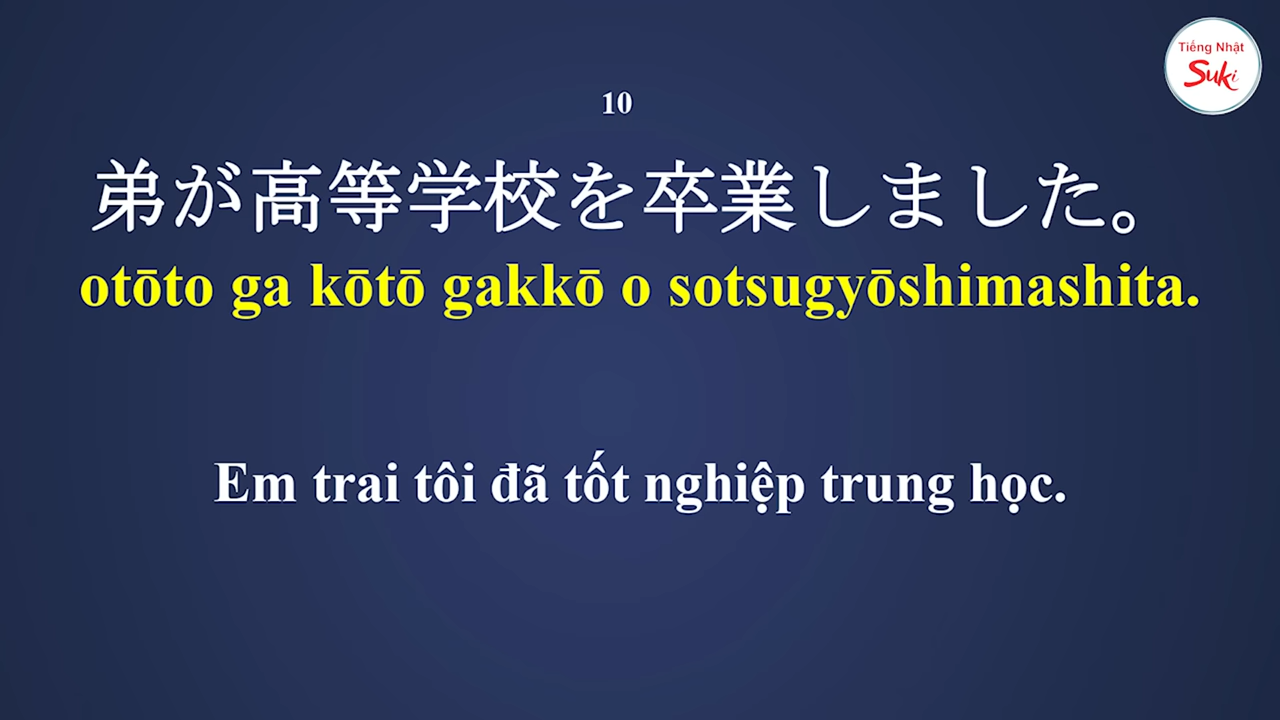 Tiếng Nhật
Suki
10
弟が高等学校を卒業しました。
otōto ga kōtō gakkō o sotsugyōshimashita.
Em trai tôi đã tốt nghiệp trung học.